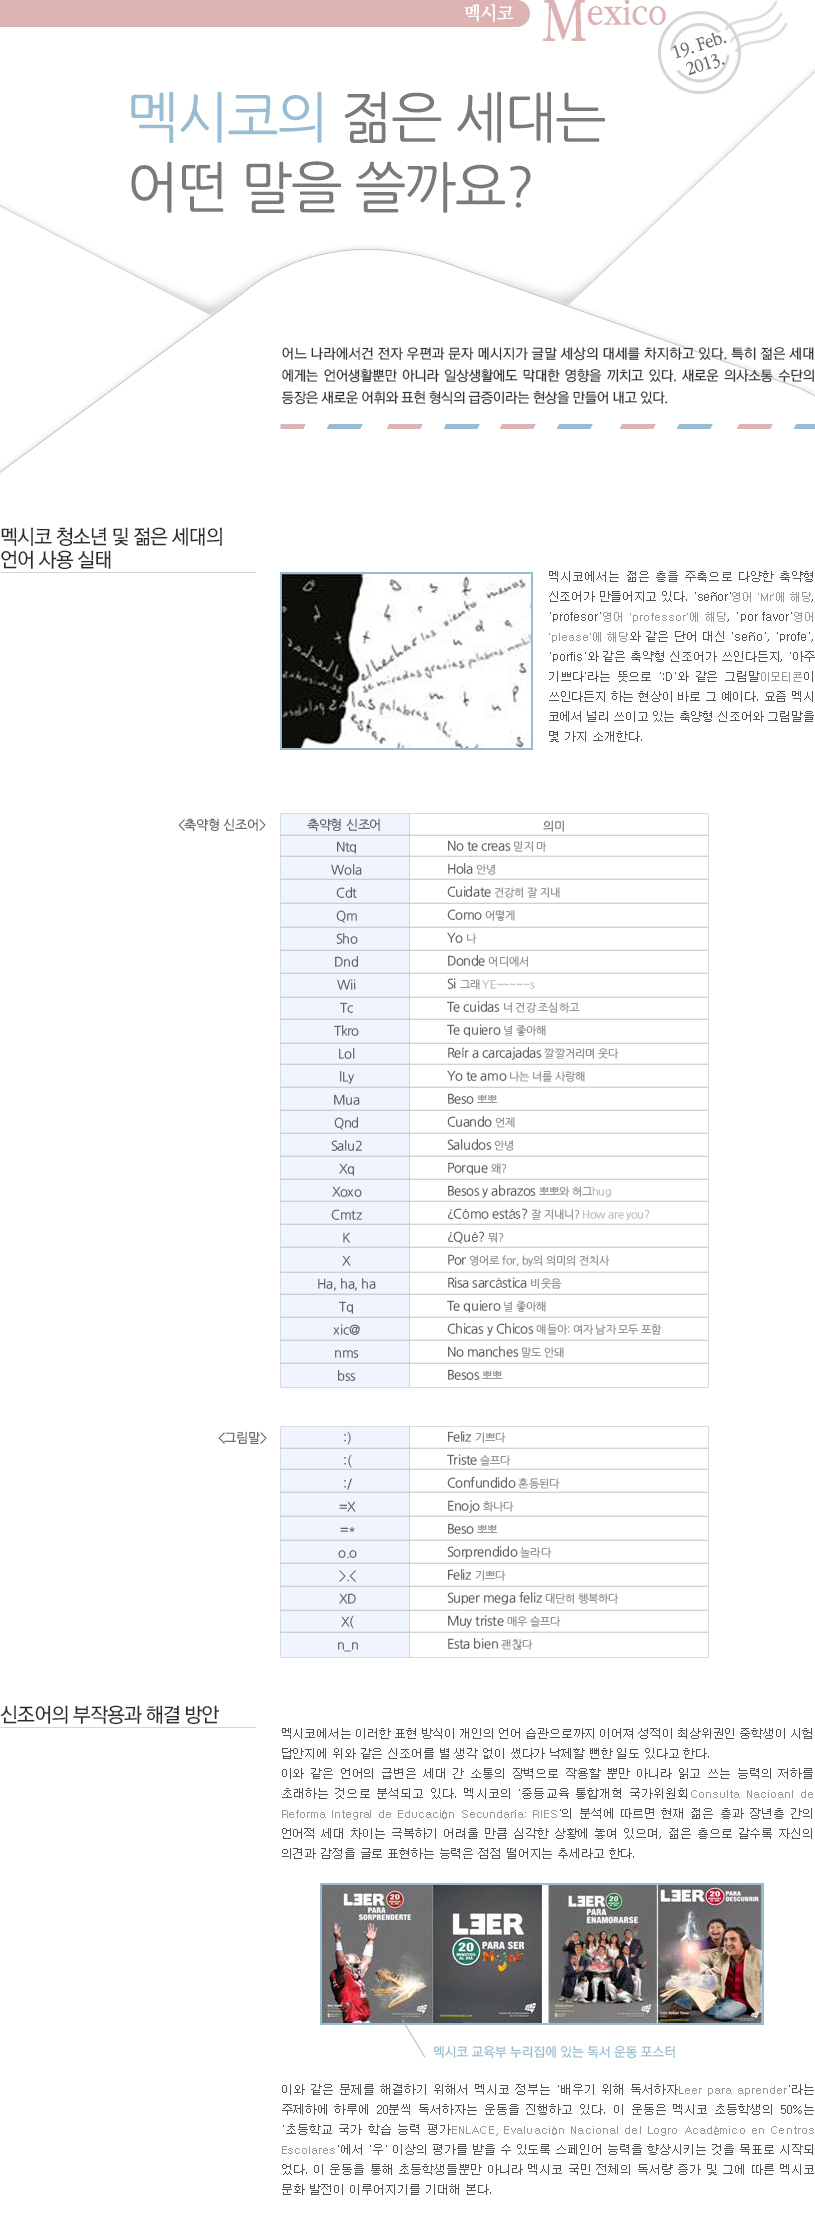 멕시코
Mexico
19. Feb.
2013.
멕시코의 젊은 세대는
어떤 말을 쓸까요?
어느 나라에서건 전자 우편과 문자 메시지가 글말 세상의 대세를 차지하고 있다. 특히 젊은 세대
에게는 언어생활뿐만 아니라 일상생활에도 막대한 영향을 끼치고 있다. 새로운 의사소통 수단의
등장은 새로운 어휘와 표현 형식의 급증이라는 현상을 만들어 내고 있다.
멕시코 청소년 및 젊은 세대의
언어 사용 실태
멕시코에서는 젊은 층을 주축으로 다양한 축약형
신조어가 만들어지고 있다. 'señor'영어 'Mr'에 해당,
'profesor'영어 'professor'에 해당, 'por favor'영어
'please'에 해당와 같은 단어 대신 'seño', 'profe',
'porfis'와 같은 축약형 신조어가 쓰인다든지, '아주
기쁘다'라는 뜻으로 ':D'와 같은 그림말이모티콘이
쓰인다든지 하는 현상이 바로 그 예이다. 요즘 멕시
코에서 널리 쓰이고 있는 축양형 신조어와 그림말을
몇 가지 소개한다.
<축약형 신조어>
축약형 신조어 의미
Ntq No te creas 믿지 마
Wola Hola 안녕
Cdt Cuidate 건강히 잘 지내
Qm Como 어떻게
Sho Yo 나
Dnd Donde 어디에서
Wii Si 그래 YE~~~~~s
Tc Te cuidas 너 건강 조심하고
Tkro Te quiero 널 좋아해
Lol Reír a carcajadas 깔깔거리며 웃다
lLy Yo te amo 나는 너를 사랑해
Mua Beso 뽀뽀
Qnd Cuando 언제
Salu2 Saludos 안녕
Xq Porque 왜?
Xoxo Besos y abrazos 뽀뽀와 허그hug
Cmtz ¿Cómo estás? 잘 지내니? How are you?
K ¿Qué? 뭐?
X Por 영어로 for, by의 의미의 전치사
Ha, ha, ha Risa sarcástica 비웃음
Tq Te quiero 널 좋아해
xic@ Chicas y Chicos 얘들아: 여자 남자 모두 포함
nms No manches 말도 안돼
bss Besos 뽀뽀
<그림말>
:) Feliz 기쁘다
:( Triste 슬프다
:/ Confundido 혼동된다
=X Enojo 화나다
=* Beso 뽀뽀
o.o Sorprendido 놀라다
>.< Feliz 기쁘다
XD Super mega feliz 대단히 행복하다
X( Muy triste 매우 슬프다
n_n Esta bien 괜찮다
신조어의 부작용과 해결 방안
멕시코에서는 이러한 표현 방식이 개인의 언어 습관으로까지 이어져 성적이 최상위권인 중학생이 시험
답안지에 위와 같은 신조어를 별 생각 없이 썼다가 낙제할 뻔한 일도 있다고 한다.
이와 같은 언어의 급변은 세대 간 소통의 장벽으로 작용할 뿐만 아니라 읽고 쓰는 능력의 저하를
초래하는 것으로 분석되고 있다. 멕시코의 '중등교육 통합개혁 국가위원회Consulta Nacioanl de
Reforma Integral de Educación Secundaria: RIES'의 분석에 따르면 현재 젊은 층과 장년층 간의
언어적 세대 차이는 극복하기 어려울 만큼 심각한 상황에 놓여 있으며, 젊은 층으로 갈수록 자신의
의견과 감정을 글로 표현하는 능력은 점점 떨어지는 추세라고 한다.
LEER 20 PARA SORPRENDERTE
LEER 20 MINUTOS AL DÍA PARA SER Mejor
LEER 20 PARA ENAMORARSE
LEER 20 PARA DESCUBRIR
멕시코 교육부 누리집에 있는 독서 운동 포스터
이와 같은 문제를 해결하기 위해서 멕시코 정부는 '배우기 위해 독서하자Leer para aprender'라는
주제하에 하루에 20분씩 독서하자는 운동을 진행하고 있다. 이 운동은 멕시코 초등학생의 50%는
'초등학교 국가 학습 능력 평가ENLACE, Evaluación Nacional del Logro Académico en Centros
Escolares'에서 '우' 이상의 평가를 받을 수 있도록 스페인어 능력을 향상시키는 것을 목표로 시작되
었다. 이 운동을 통해 초등학생들뿐만 아니라 멕시코 국민 전체의 독서량 증가 및 그에 따른 멕시코
문화 발전이 이루어지기를 기대해 본다.